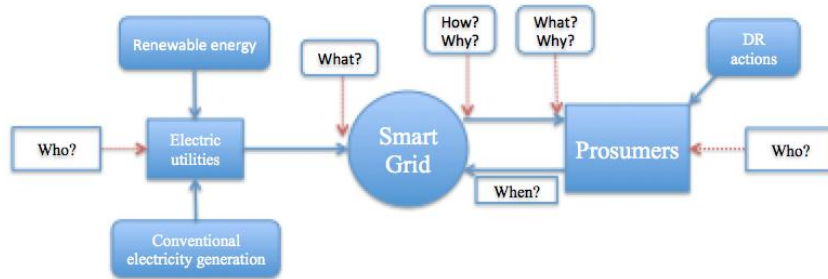 Renewable energy
What?
How?
Why?
What?
Why?
DR
actions
Who?
Electric
utilities
Smart
Grid
Prosumers
Who?
When?
Conventional
electricity generation